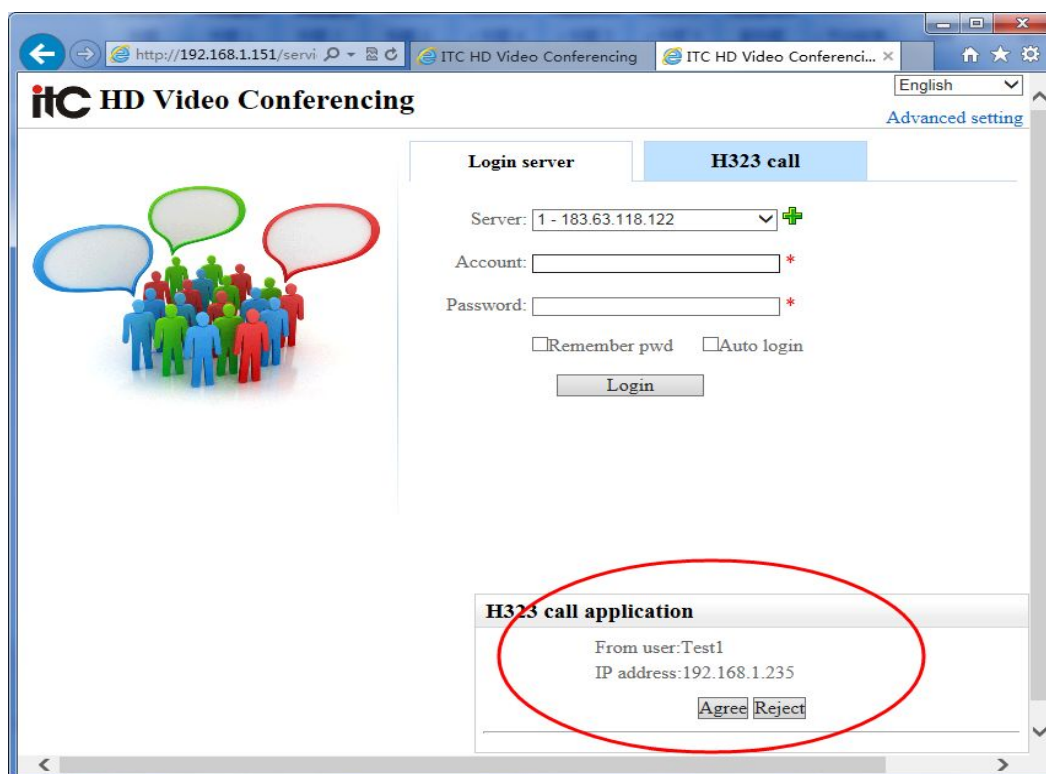 http://192.168.1.151/servi
ITC HD Video Conferencing
ITC HD Video Conferenci...
itC HD Video Conferencing
English
Advanced setting
Login server
H323 call
Server: 1 - 183.63.118.122
Account: *
Password: *
Remember pwd
Auto login
Login
H323 call application
From user:Test1
IP address:192.168.1.235
Agree Reject